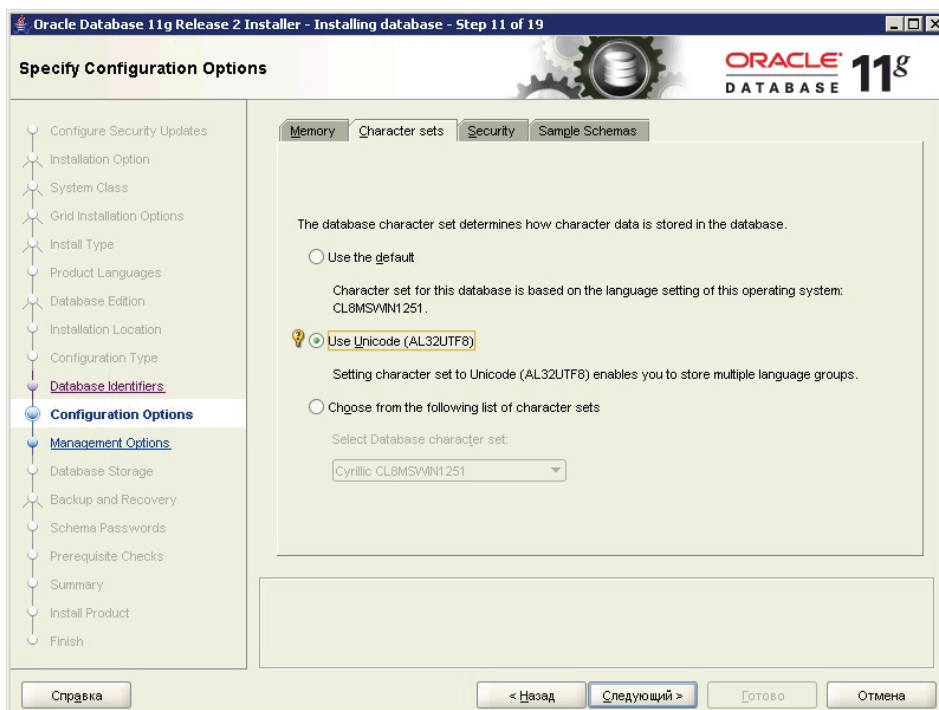 Oracle Database 11g Release 2 Installer - Installing database - Step 11 of 19
Specify Configuration Options
ORACLE
DATABASE
11g
Configure Security Updates
Installation Option
System Class
Grid Installation Options
Install Type
Product Languages
Database Edition
Installation Location
Configuration Type
Database Identifiers
Configuration Options
Management Options
Database Storage
Backup and Recovery
Schema Passwords
Prerequisite Checks
Summary
Install Product
Finish
Memory
Character sets
Security
Sample Schemas
The database character set determines how character data is stored in the database.
Use the default
Character set for this database is based on the language setting of this operating system:
CL8MSWIN1251.
Use Unicode (AL32UTF8)
Setting character set to Unicode (AL32UTF8) enables you to store multiple language groups.
Choose from the following list of character sets
Select Database character set:
Cyrillic CL8MSWIN1251
Справка
< Назад
Следующий >
Готово
Отмена